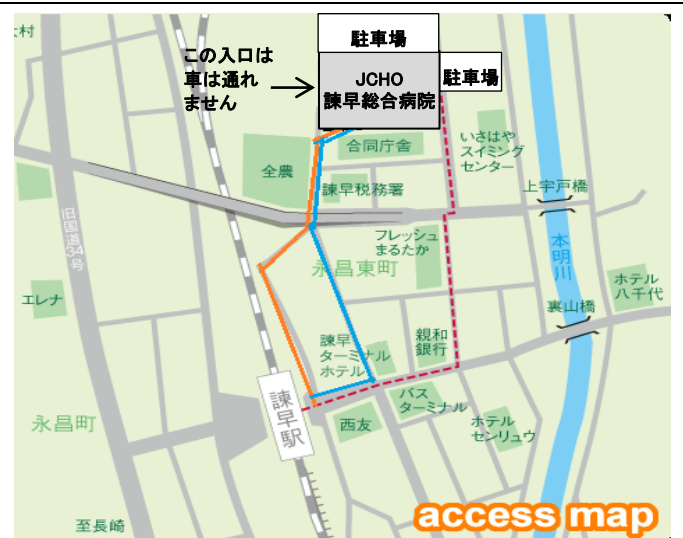 大村
駐車場
この入口は
車は通れ
ません
JCHO
諫早総合病院
駐車場
合同庁舎
いさはや
スイミング
センター
全農
諫早税務署
上宇戸橋
旧国道34号
フレッシュ
まるたか
永昌東町
本明川
ホテル
八千代
エレナ
裏山橋
諫早
ターミナル
ホテル
親和
銀行
諫早駅
バス
ターミナル
西友
ホテル
センリュウ
永昌町
至長崎
access map